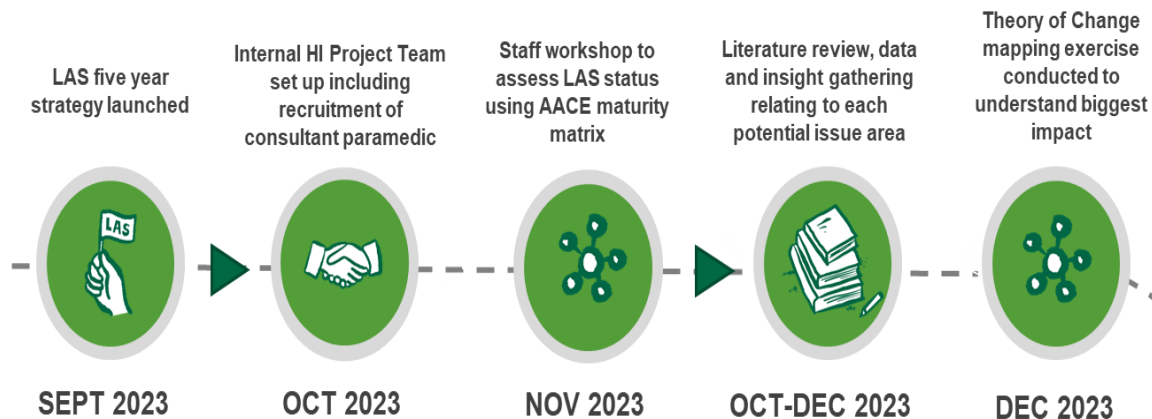 LAS five year
strategy launched
Internal HI Project Team
set up including
recruitment of
consultant paramedic
Staff workshop to
assess LAS status
using AACE maturity
matrix
Literature review, data
and insight gathering
relating to each
potential issue area
Theory of Change
mapping exercise
conducted to
understand biggest
impact
LAS
SEPT 2023
OCT 2023
NOV 2023
OCT-DEC 2023
DEC 2023